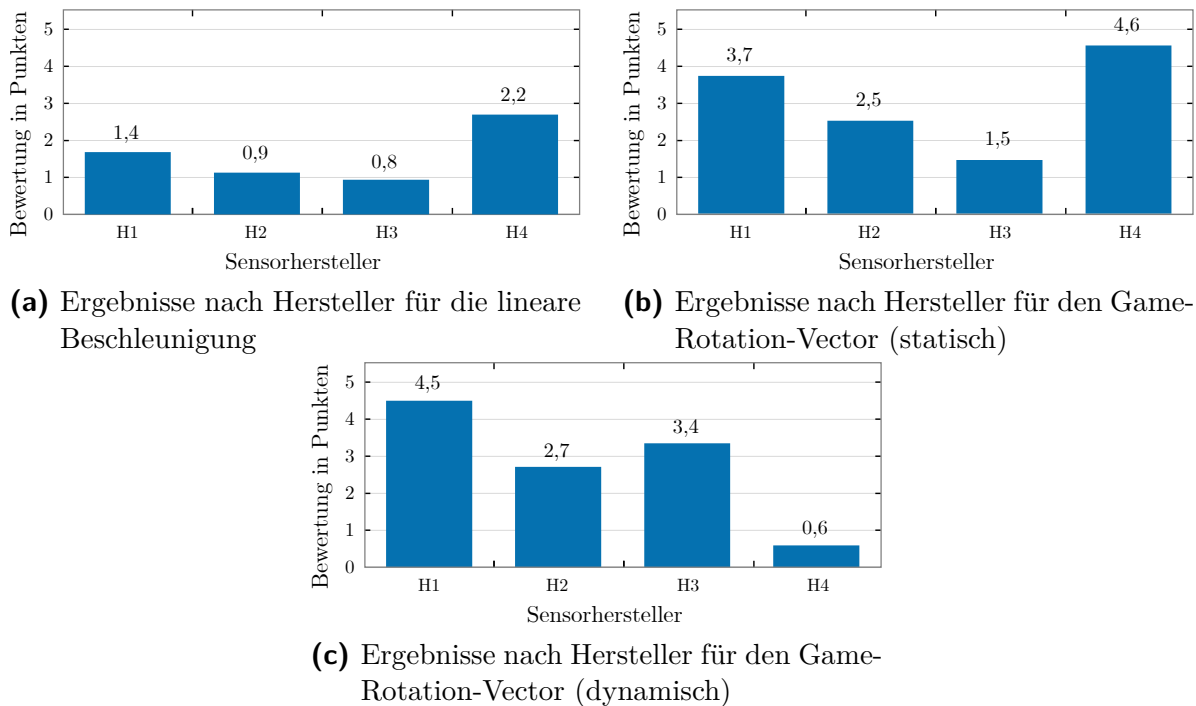 Bewertung in Punkten
5
4
3
2
1
0
1,4
0,9
0,8
2,2
H1
H2
H3
H4
Sensorhersteller
(a) Ergebnisse nach Hersteller für die lineare
Beschleunigung
Bewertung in Punkten
5
4
3
2
1
0
3,7
2,5
1,5
4,6
H1
H2
H3
H4
Sensorhersteller
(b) Ergebnisse nach Hersteller für den Game-
Rotation-Vector (statisch)
Bewertung in Punkten
5
4
3
2
1
0
4,5
2,7
3,4
0,6
H1
H2
H3
H4
Sensorhersteller
(c) Ergebnisse nach Hersteller für den Game-
Rotation-Vector (dynamisch)